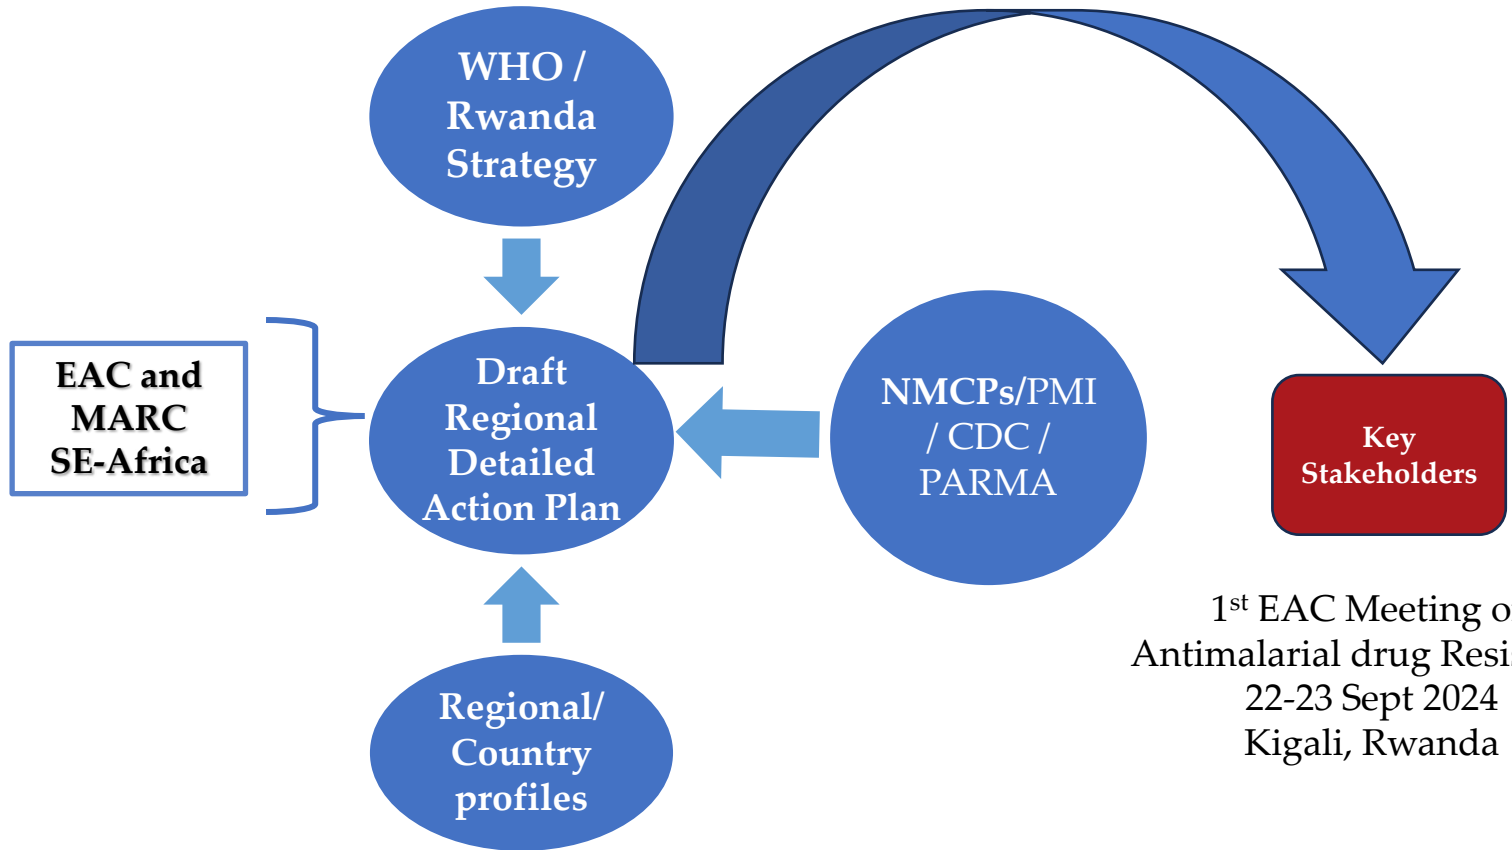 WHO /
Rwanda
Strategy
EAC and
MARC
SE-Africa
Draft
Regional
Detailed
Action Plan
NMCPs/PMI
/ CDC /
PARMA
Key
Stakeholders
Regional/
Country
profiles
1st EAC Meeting o
Antimalarial drug Resi
22-23 Sept 2024
Kigali, Rwanda